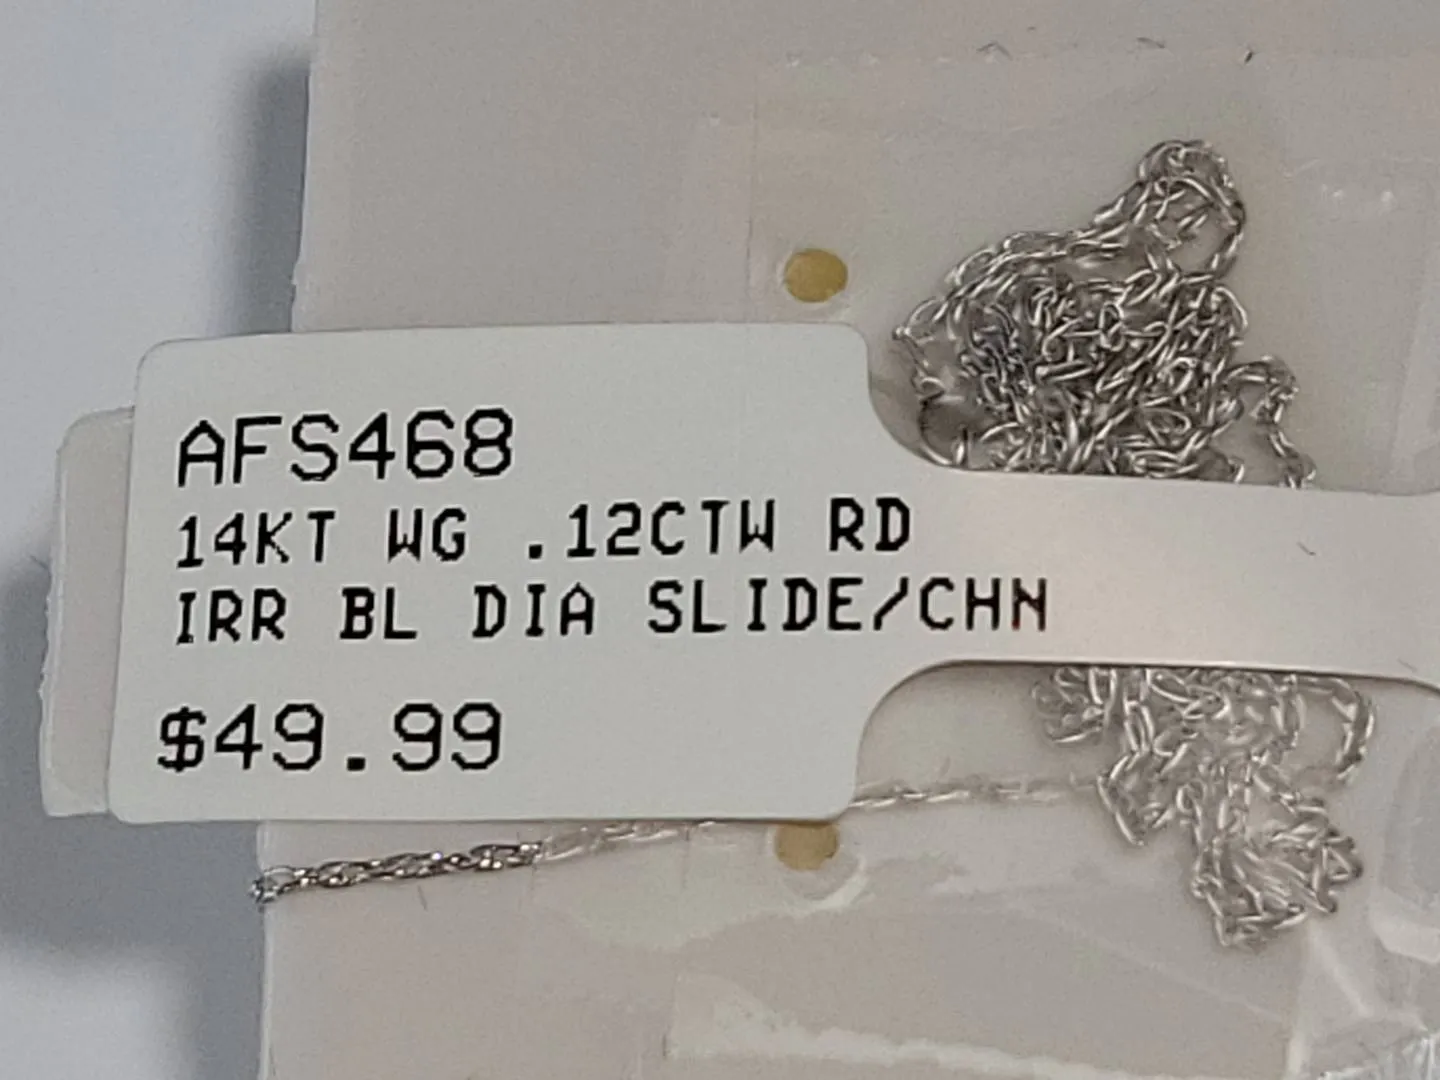 AFS468
14KT WG .12CTW RD
IRR BL DIA SLIDE/CHN
$49.99